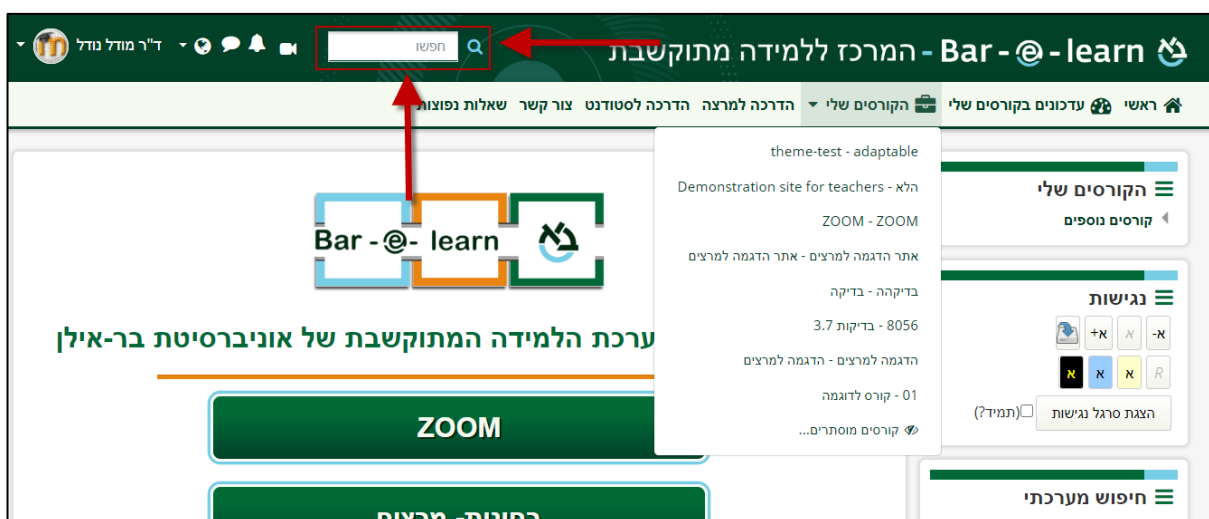 Bar-@-learn - המרכז ללמידה מתוקשבת
חפשו
ד"ר מודל נודל
ראשי עדכונים בקורסים שלי הקורסים שלי הדרכה למרצה הדרכה לסטודנט צור קשר שאלות נפוצות
theme-test - adaptable
הלא - Demonstration site for teachers
ZOOM - ZOOM
אתר הדגמה למרצים - אתר הדגמה למרצים
בדיקהה - בדיקה
8056 - בדיקות 3.7
הדגמה למרצים - הדגמה למרצים
01 - קורס לדוגמה
קורסים מוסתרים...
הקורסים שלי
קורסים נוספים
נגישות
א- א א+
R א א א
הצגת סרגל נגישות (תמיד?)
חיפוש מערכתי
Bar-@-learn בא
ערכת הלמידה המתוקשבת של אוניברסיטת בר-אילן
ZOOM